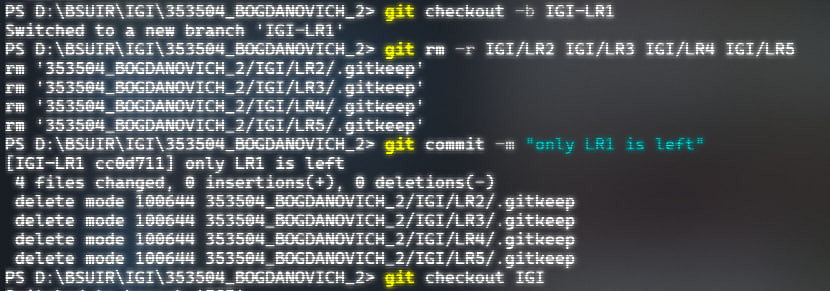 PS D:\BSUIR\IGI\353504_BOGDANOVICH_2> git checkout -b IGI-LR1
Switched to a new branch 'IGI-LR1'
PS D:\BSUIR\IGI\353504_BOGDANOVICH_2> git rm -r IGI/LR2 IGI/LR3 IGI/LR4 IGI/LR5
rm '353504_BOGDANOVICH_2/IGI/LR2/.gitkeep'
rm '353504_BOGDANOVICH_2/IGI/LR3/.gitkeep'
rm '353504_BOGDANOVICH_2/IGI/LR4/.gitkeep'
rm '353504_BOGDANOVICH_2/IGI/LR5/.gitkeep'
PS D:\BSUIR\IGI\353504_BOGDANOVICH_2> git commit -m "only LR1 is left"
[IGI-LR1 cc0d711] only LR1 is left
 4 files changed, 0 insertions(+), 0 deletions(-)
 delete mode 100644 353504_BOGDANOVICH_2/IGI/LR2/.gitkeep
 delete mode 100644 353504_BOGDANOVICH_2/IGI/LR3/.gitkeep
 delete mode 100644 353504_BOGDANOVICH_2/IGI/LR4/.gitkeep
 delete mode 100644 353504_BOGDANOVICH_2/IGI/LR5/.gitkeep
PS D:\BSUIR\IGI\353504_BOGDANOVICH_2> git checkout IGI